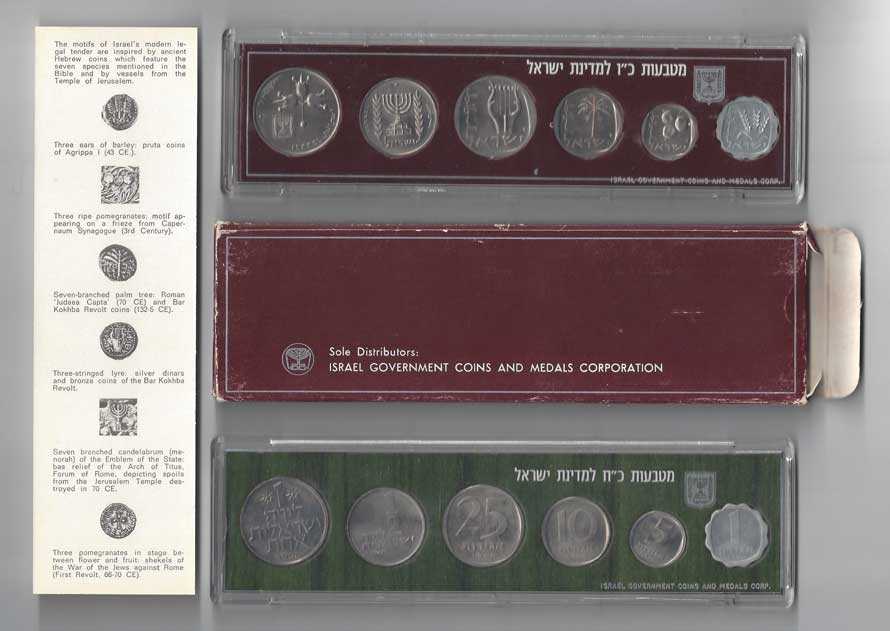 The motifs of Israel's modern le-
gal tender are inspired by ancient
Hebrew coins which feature the
seven species mentioned in the
Bible and by vessels from the
Temple of Jerusalem.
Three ears of barley: pruta coins
of Agrippa I (43 CE.).
Three ripe pomegranates: motif ap-
pearing on a frieze from Caper-
naum Synagogue (3rd Century).
Seven-branched palm tree: Roman
'Judaea Capta' (70 CE) and Bar
Kokhba Revolt coins (132-5 CE).
Three-stringed lyre: silver dinars
and bronze coins of the Bar Kokhba
Revolt.
Seven branched candelabrum (me-
norah) of the Emblem of the State:
bas relief of the Arch of Titus,
Forum of Rome, depicting spoils
from the Jerusalem Temple des-
troyed in 70 CE.
Three pomegranates in stage be-
tween flower and fruit: shekels of
the War of the Jews against Rome
(First Revolt, 66-70 CE).
מטבעות כ"ו למדינת ישראל
ISRAEL GOVERNMENT COINS AND MEDALS CORP.
Sole Distributors:
ISRAEL GOVERNMENT COINS AND MEDALS CORPORATION
מטבעות כ"ח למדינת ישראל
1
לירה
ישראלית
אחת
1/2
25
10
5
1
ISRAEL GOVERNMENT COINS AND MEDALS CORP.